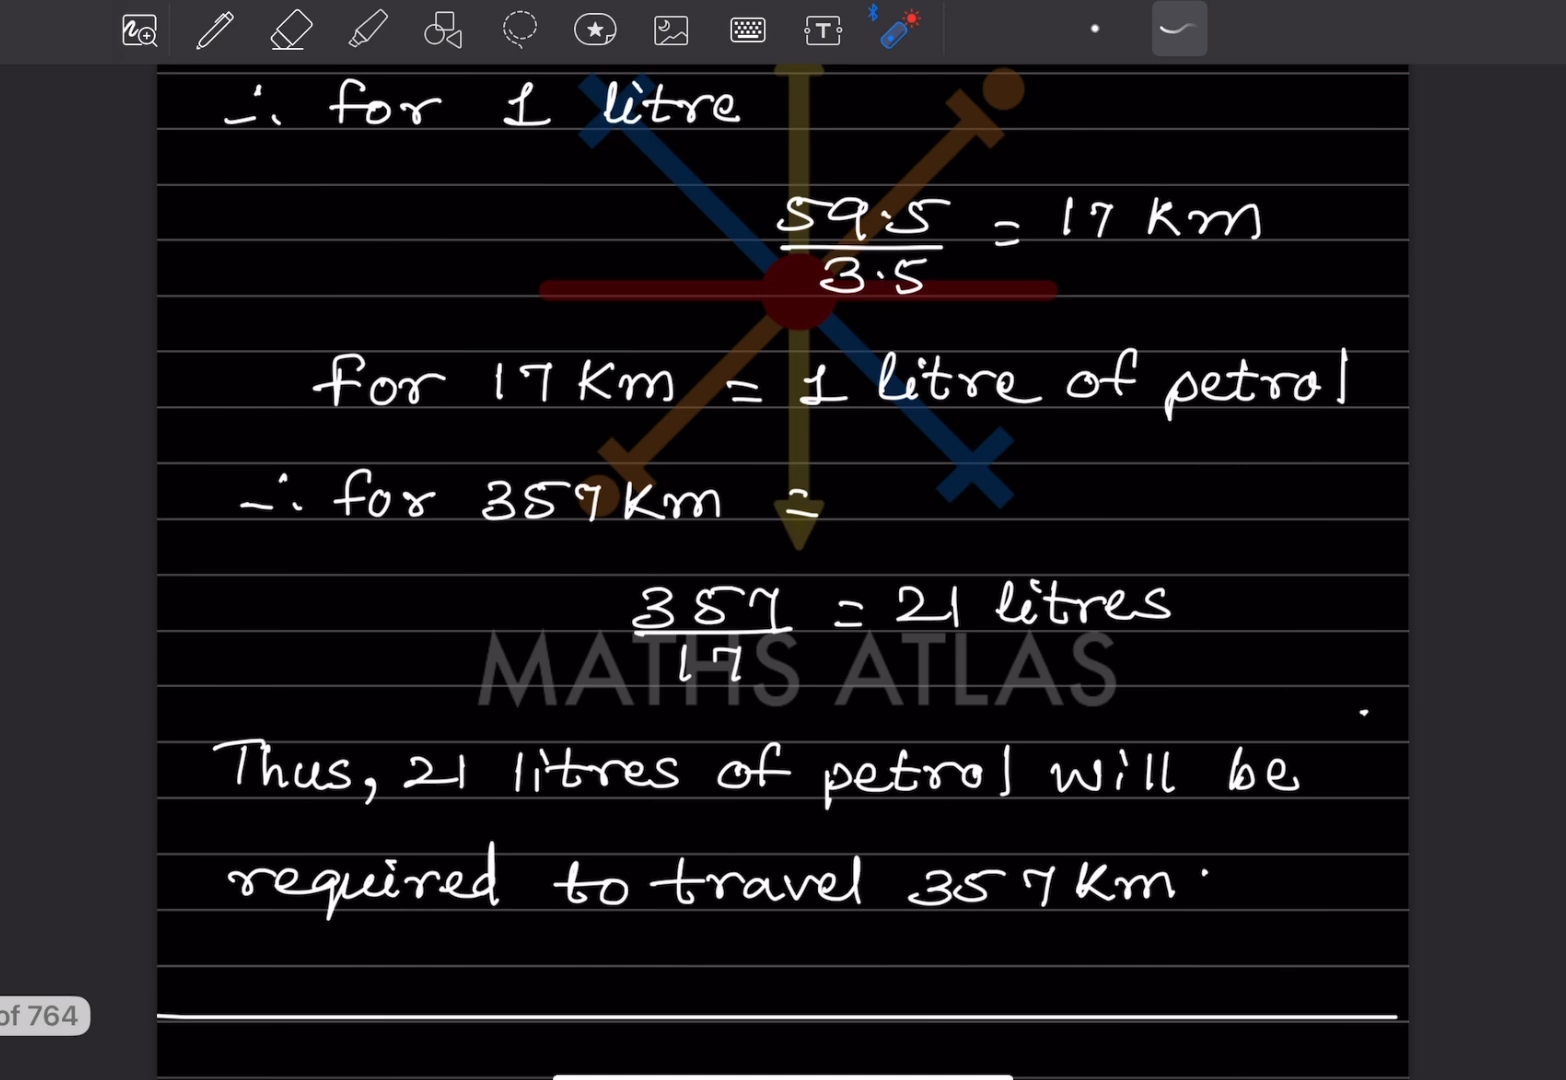 ∴ for 1 litre
59.5
3.5
= 17 Km
For 17 Km = 1 litre of petrol
∴ for 357 Km =
357
17
= 21 litres
MATHS ATLAS
Thus, 21 litres of petrol will be
required to travel 357 Km.
of 764